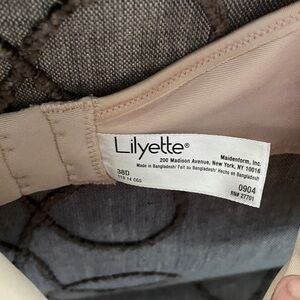 Lilyette®
Maidenform, Inc.
200 Madison Avenue, New York, NY 10016
Made in Bangladesh/ Fait au Bangladesh/ Hecho en Bangladesh
38D
0904
RN# 27701